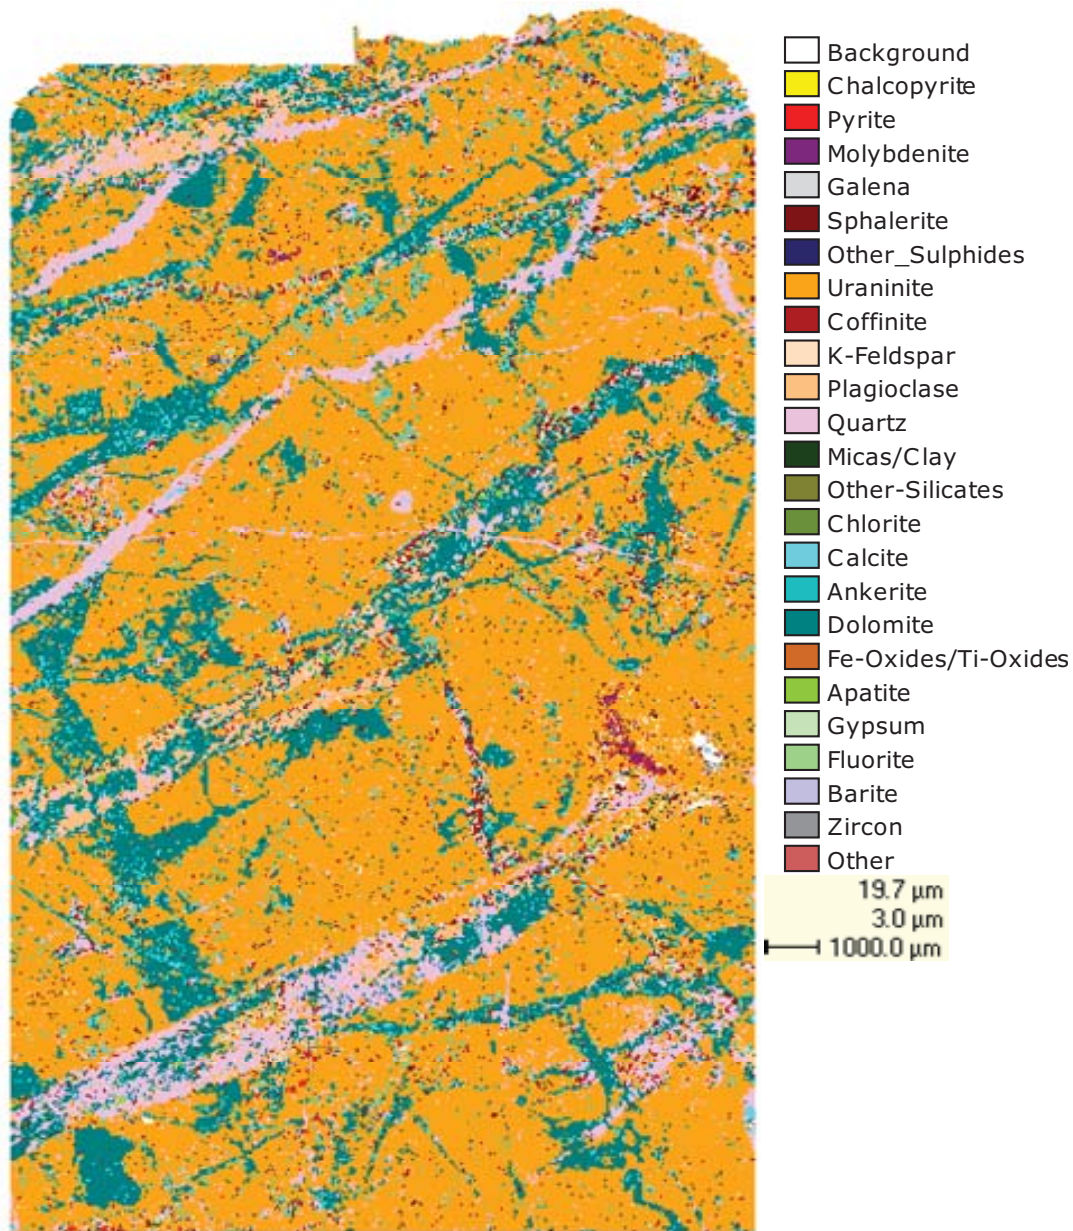 Background
Chalcopyrite
Pyrite
Molybdenite
Galena
Sphalerite
Other_Sulphides
Uraninite
Coffinite
K-Feldspar
Plagioclase
Quartz
Micas/Clay
Other-Silicates
Chlorite
Calcite
Ankerite
Dolomite
Fe-Oxides/Ti-Oxides
Apatite
Gypsum
Fluorite
Barite
Zircon
Other
19.7 µm
3.0 µm
1000.0 µm